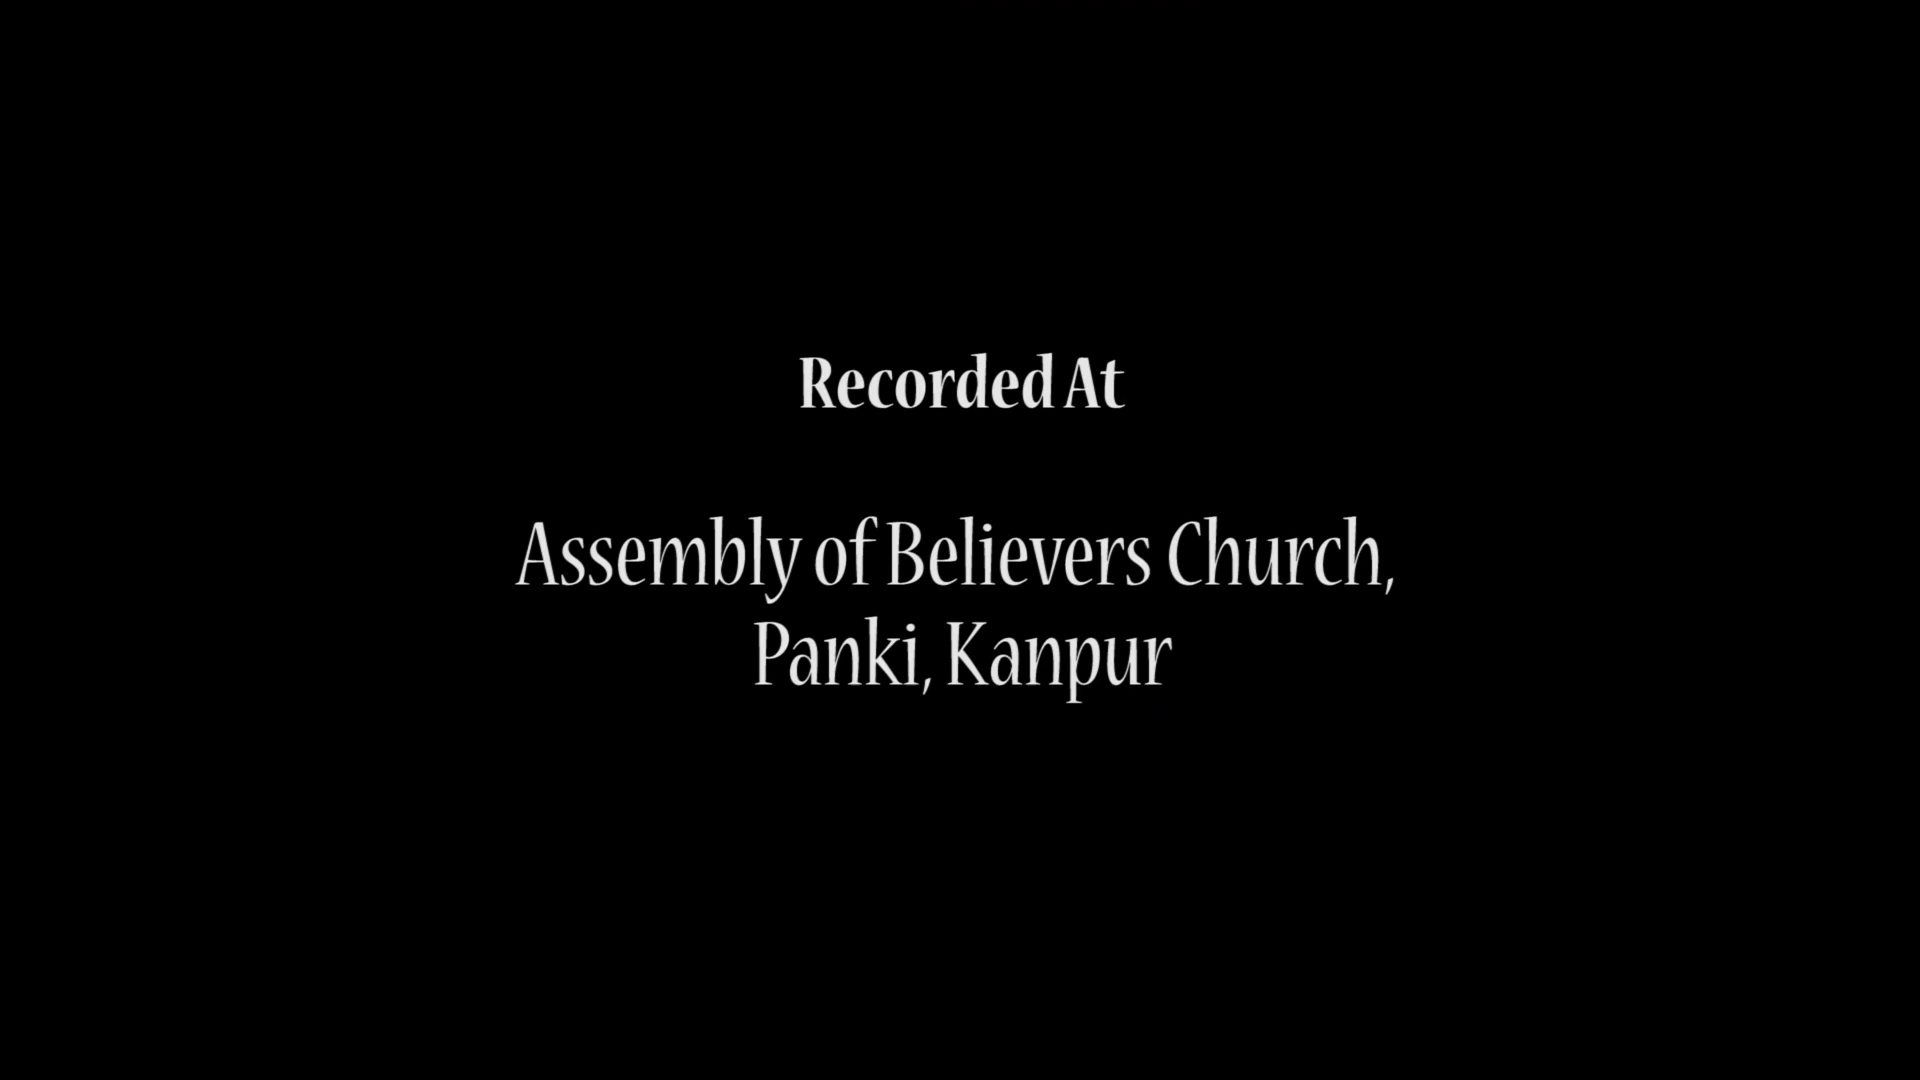 Recorded At
Assembly of Believers Church,
Panki, Kanpur